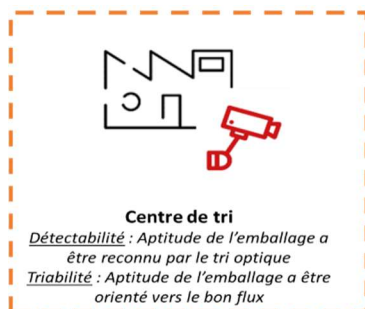 Centre de tri
Détectabilité : Aptitude de l'emballage a
être reconnu par le tri optique
Triabilité : Aptitude de l'emballage a être
orienté vers le bon flux